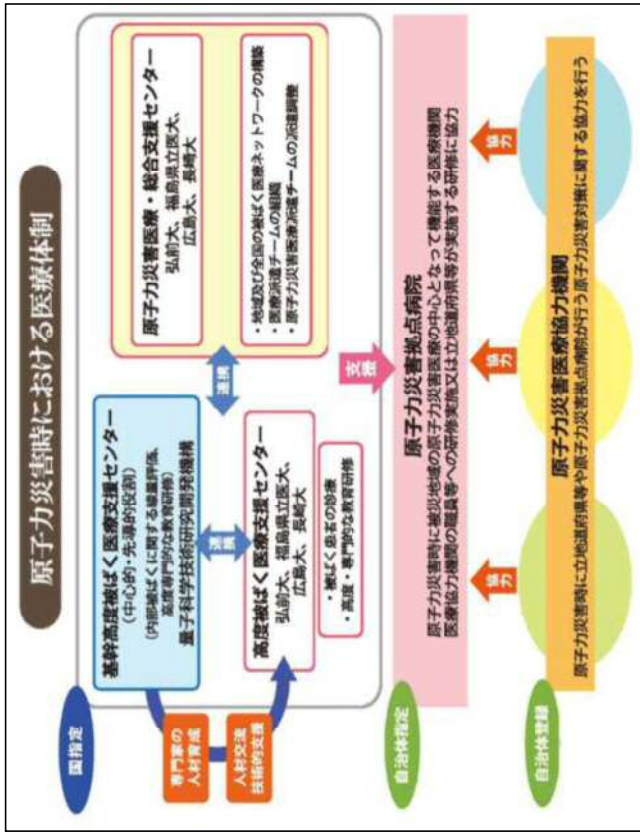 原子力災害時における医療体制
国指定
基幹高度被ばく医療支援センター
(中心的・先導的役割)
(内部被ばくに関する線量評価、
高度専門的な教育研修)
量子科学技術研究開発機構
専門家の
人材育成
人材交流
技術的支援
連携
高度被ばく医療支援センター
弘前大、福島県立医大、
広島大、長崎大
・被ばく患者の診療
・高度・専門的な教育研修
連携
原子力災害医療・総合支援センター
弘前大、福島県立医大、
広島大、長崎大
・地域及び全国の被ばく医療ネットワークの構築
・医療派遣チームの組織
・原子力災害医療派遣チームの派遣調整
支援
自治体指定
原子力災害拠点病院
原子力災害時に被災地域の原子力災害医療の中心となって機能する医療機関
医療協力機関の職員等への研修実施又は立地道府県等が実施する研修に協力
協力
協力
協力
自治体登録
原子力災害医療協力機関
原子力災害時に立地道府県等や原子力災害拠点病院が行う原子力災害対策に関する協力を行う